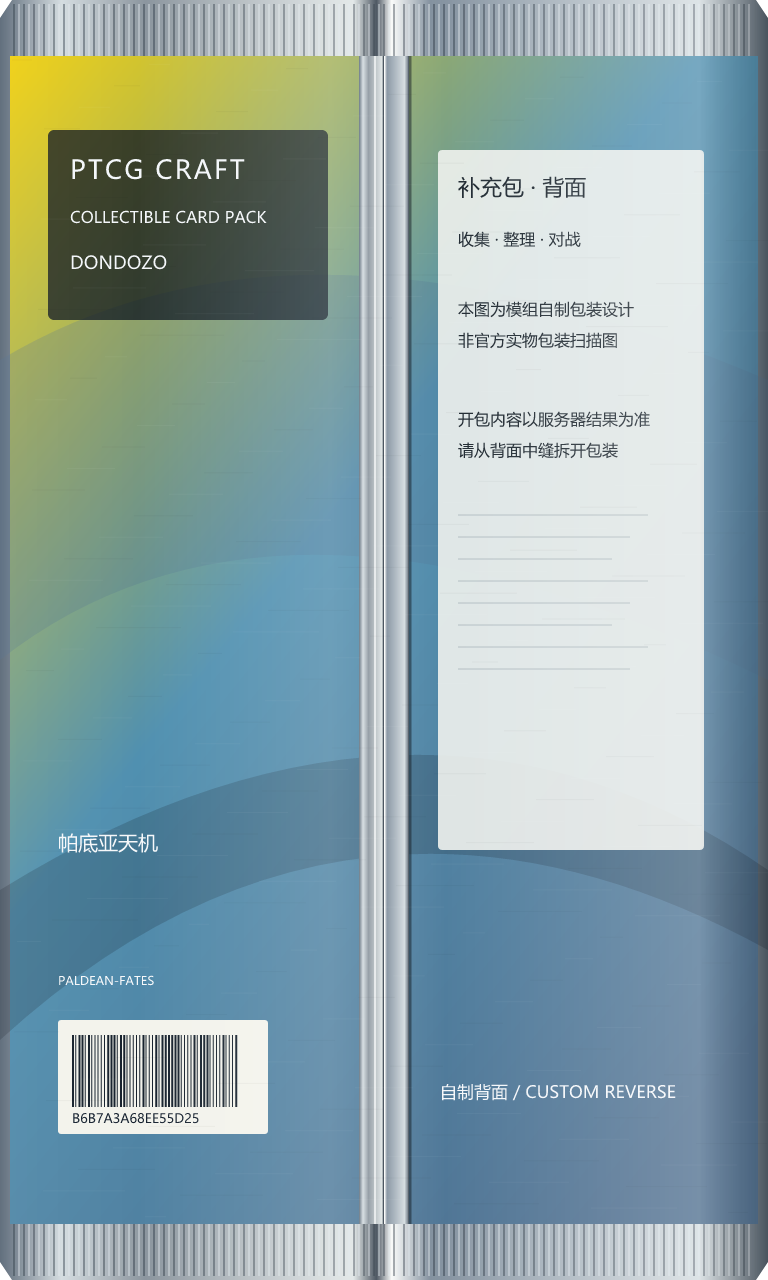 PTCG CRAFT
COLLECTIBLE CARD PACK
DONDOZO
帕底亚天机
PALDEAN-FATES
B6B7A3A68EE55D25
补充包 · 背面
收集 · 整理 · 对战
本图为模组自制包装设计
非官方实物包装扫描图
开包内容以服务器结果为准
请从背面中缝拆开包装
自制背面 / CUSTOM REVERSE